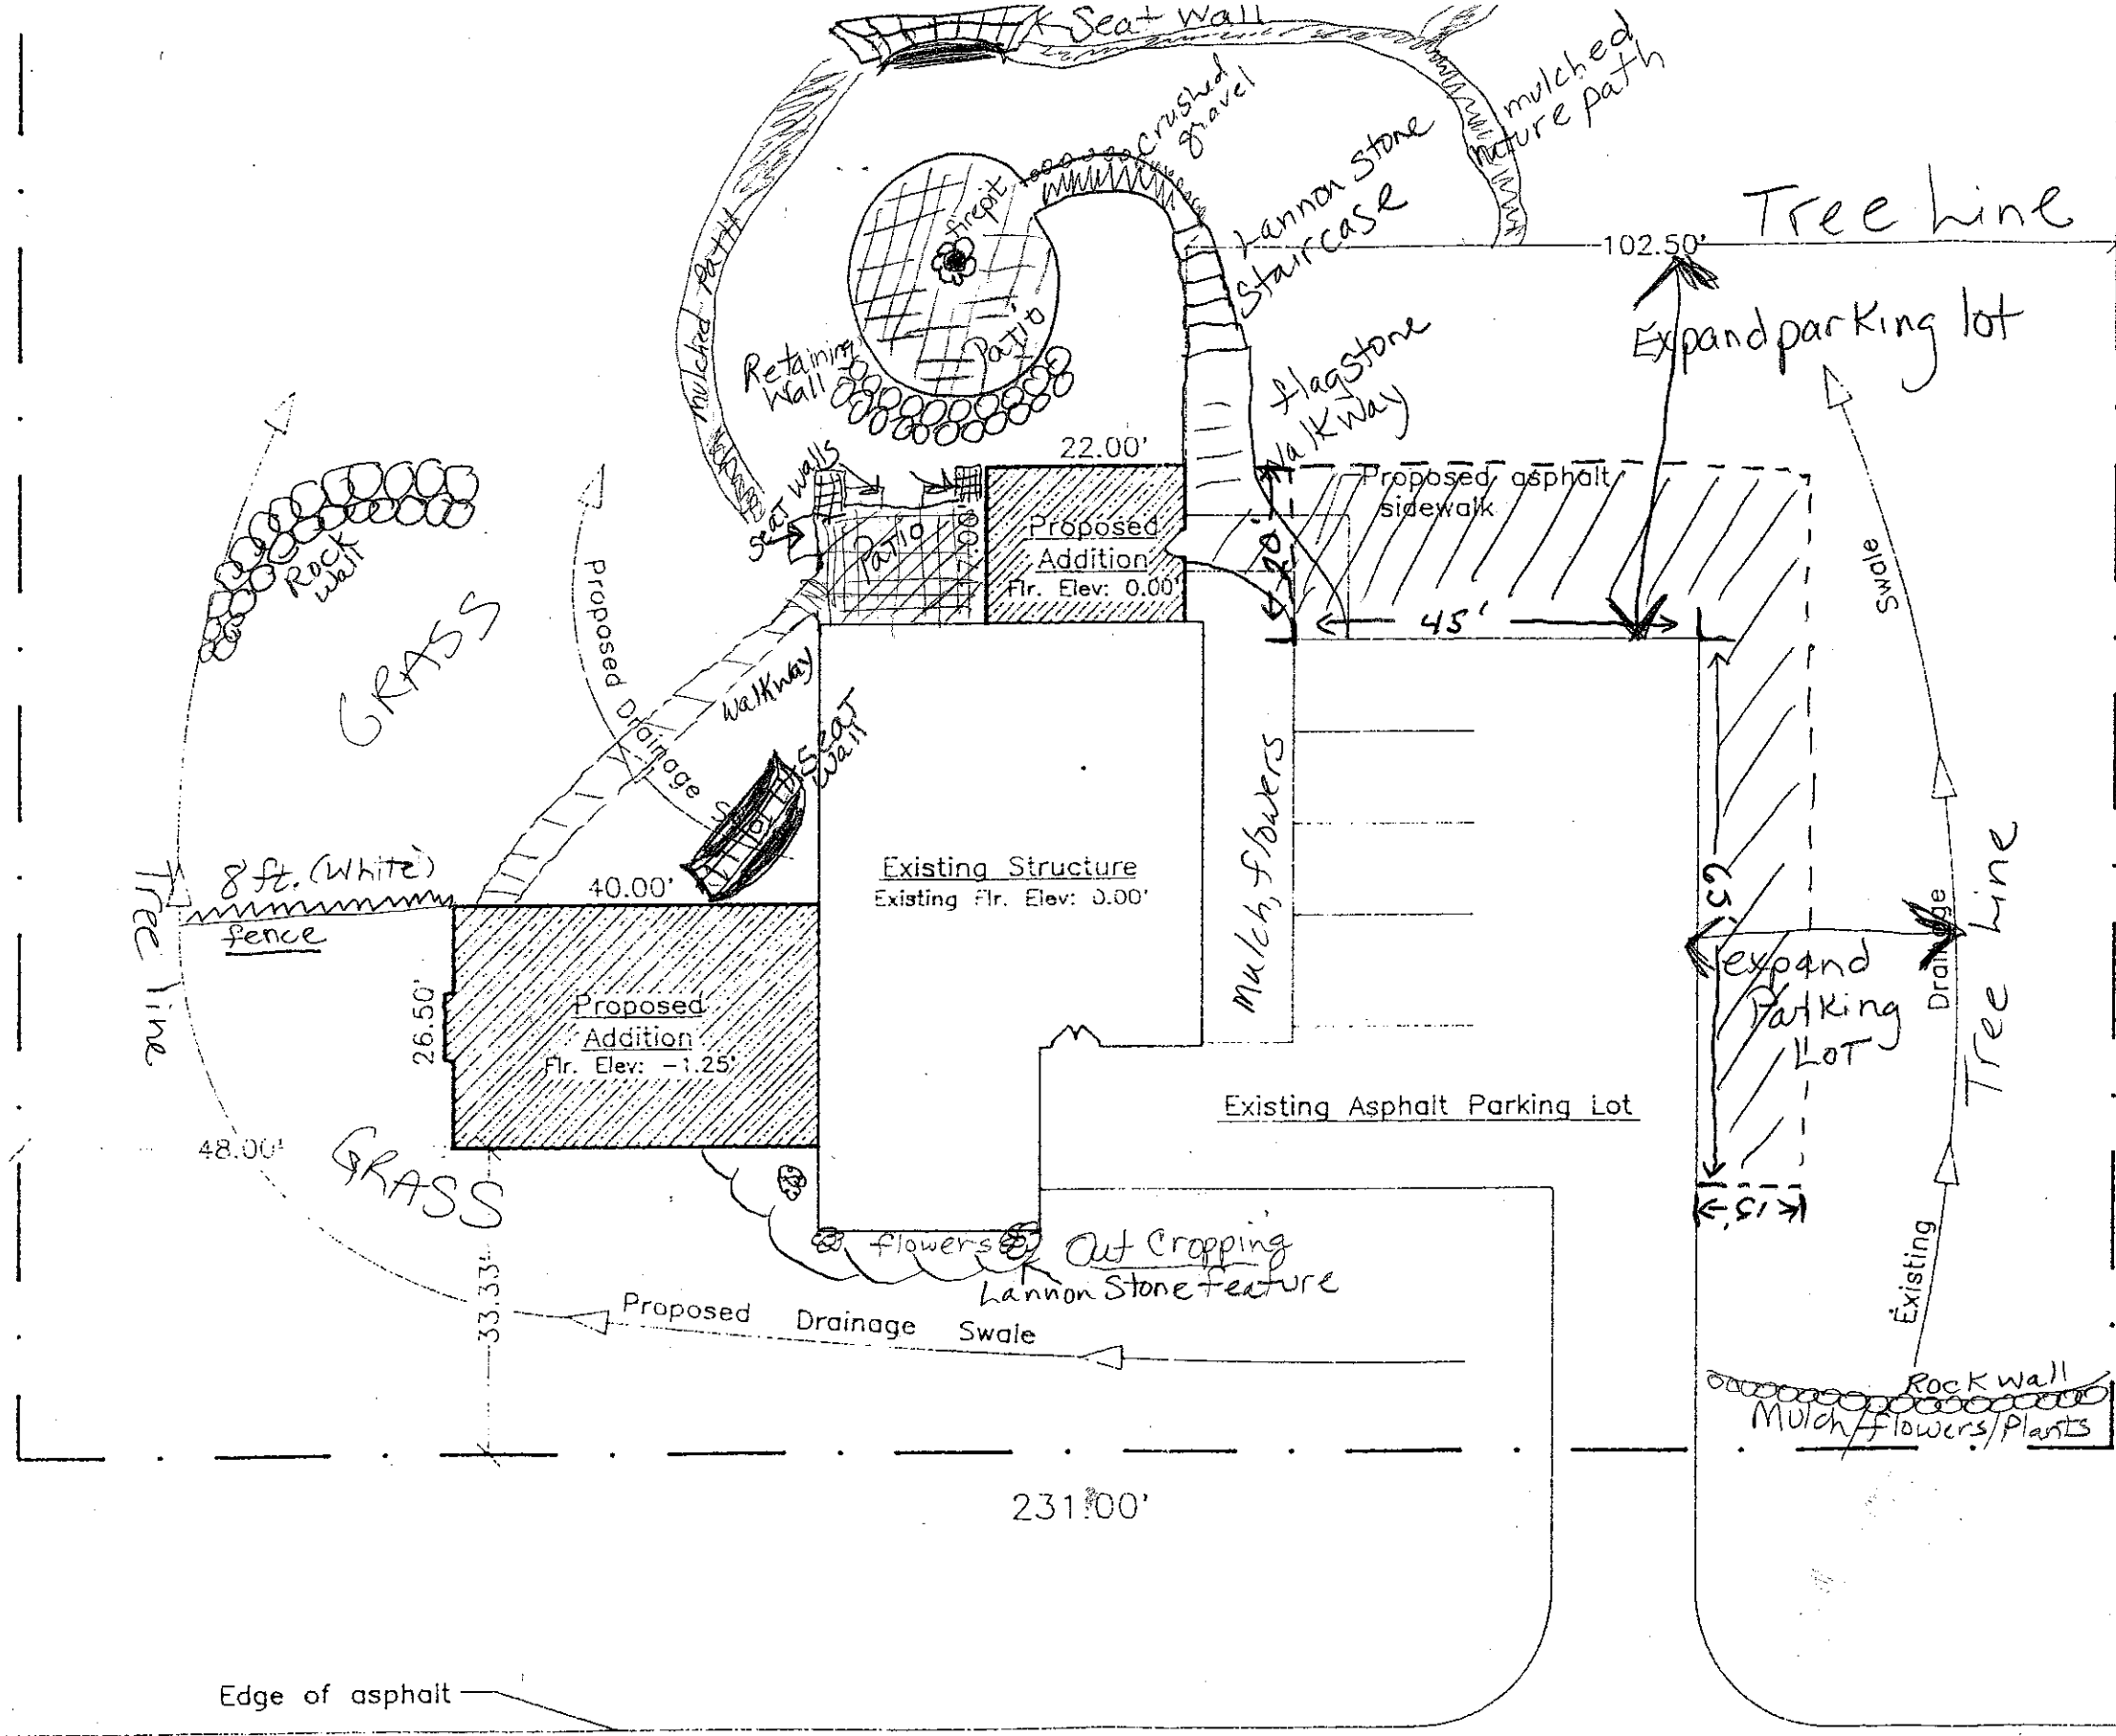 Seat Wall
mulched
nature path
crushed
gravel
Lannon Stone
Staircase
Tree Line
102.50'
Expand parking lot
firepit
Patio
Retaining
Wall
mulched path
flagstone
walkway
22.00'
Seat walls
Patio
Proposed
Addition
Flr. Elev: 0.00'
Proposed asphalt
sidewalk
20'
45'
Rock
Wall
GRASS
Proposed Drainage
walkway
Seat
Wall
Swale
Drainage
Existing
8 ft. (White)
fence
Tree line
40.00'
Existing Structure
Existing Flr. Elev: 0.00'
Mulch, flowers
65'
expand
Parking
LOT
Tree Line
26.50'
Proposed
Addition
Flr. Elev: -1.25'
Existing Asphalt Parking Lot
48.00'
GRASS
15'
33.33'
flowers
Out Cropping
Lannon Stone feature
Proposed Drainage Swale
Rock wall
Mulch/flowers/Plants
231.00'
Edge of asphalt